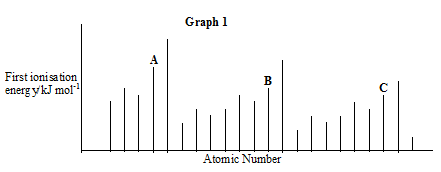 Graph 1
A
B
C
First ionisation
energy/kJ mol⁻¹
Atomic Number